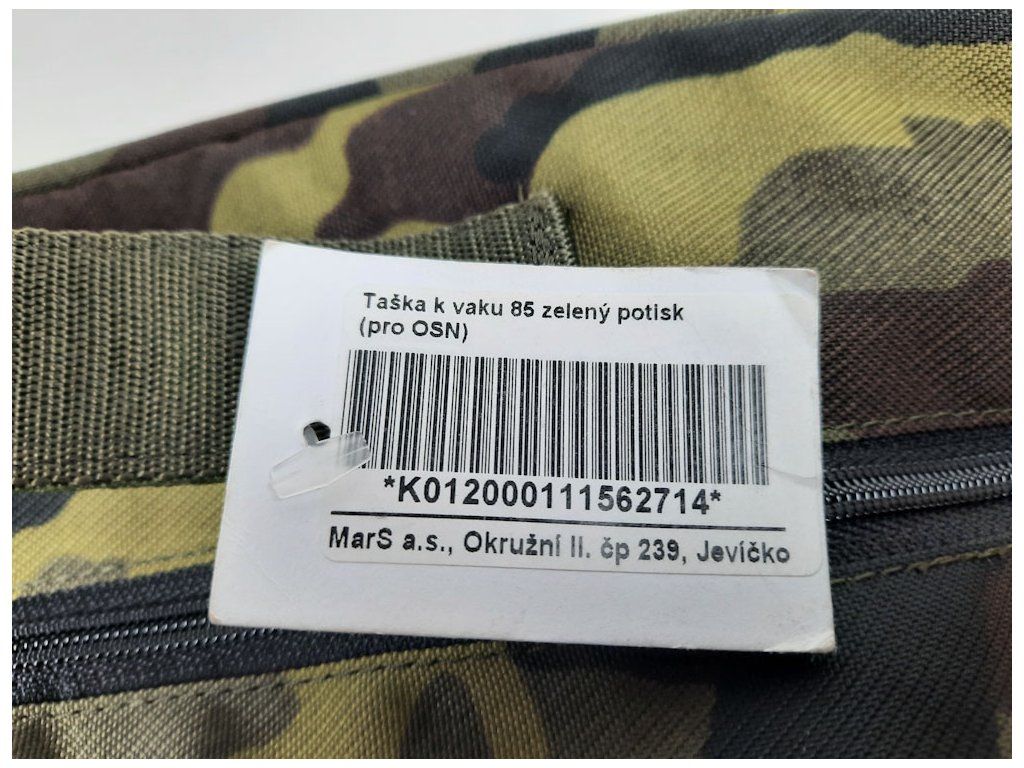 Taška k vaku 85 zelený potisk
(pro OSN)
*K012000111562714*
MarS a.s., Okružní II. čp 239, Jevíčko